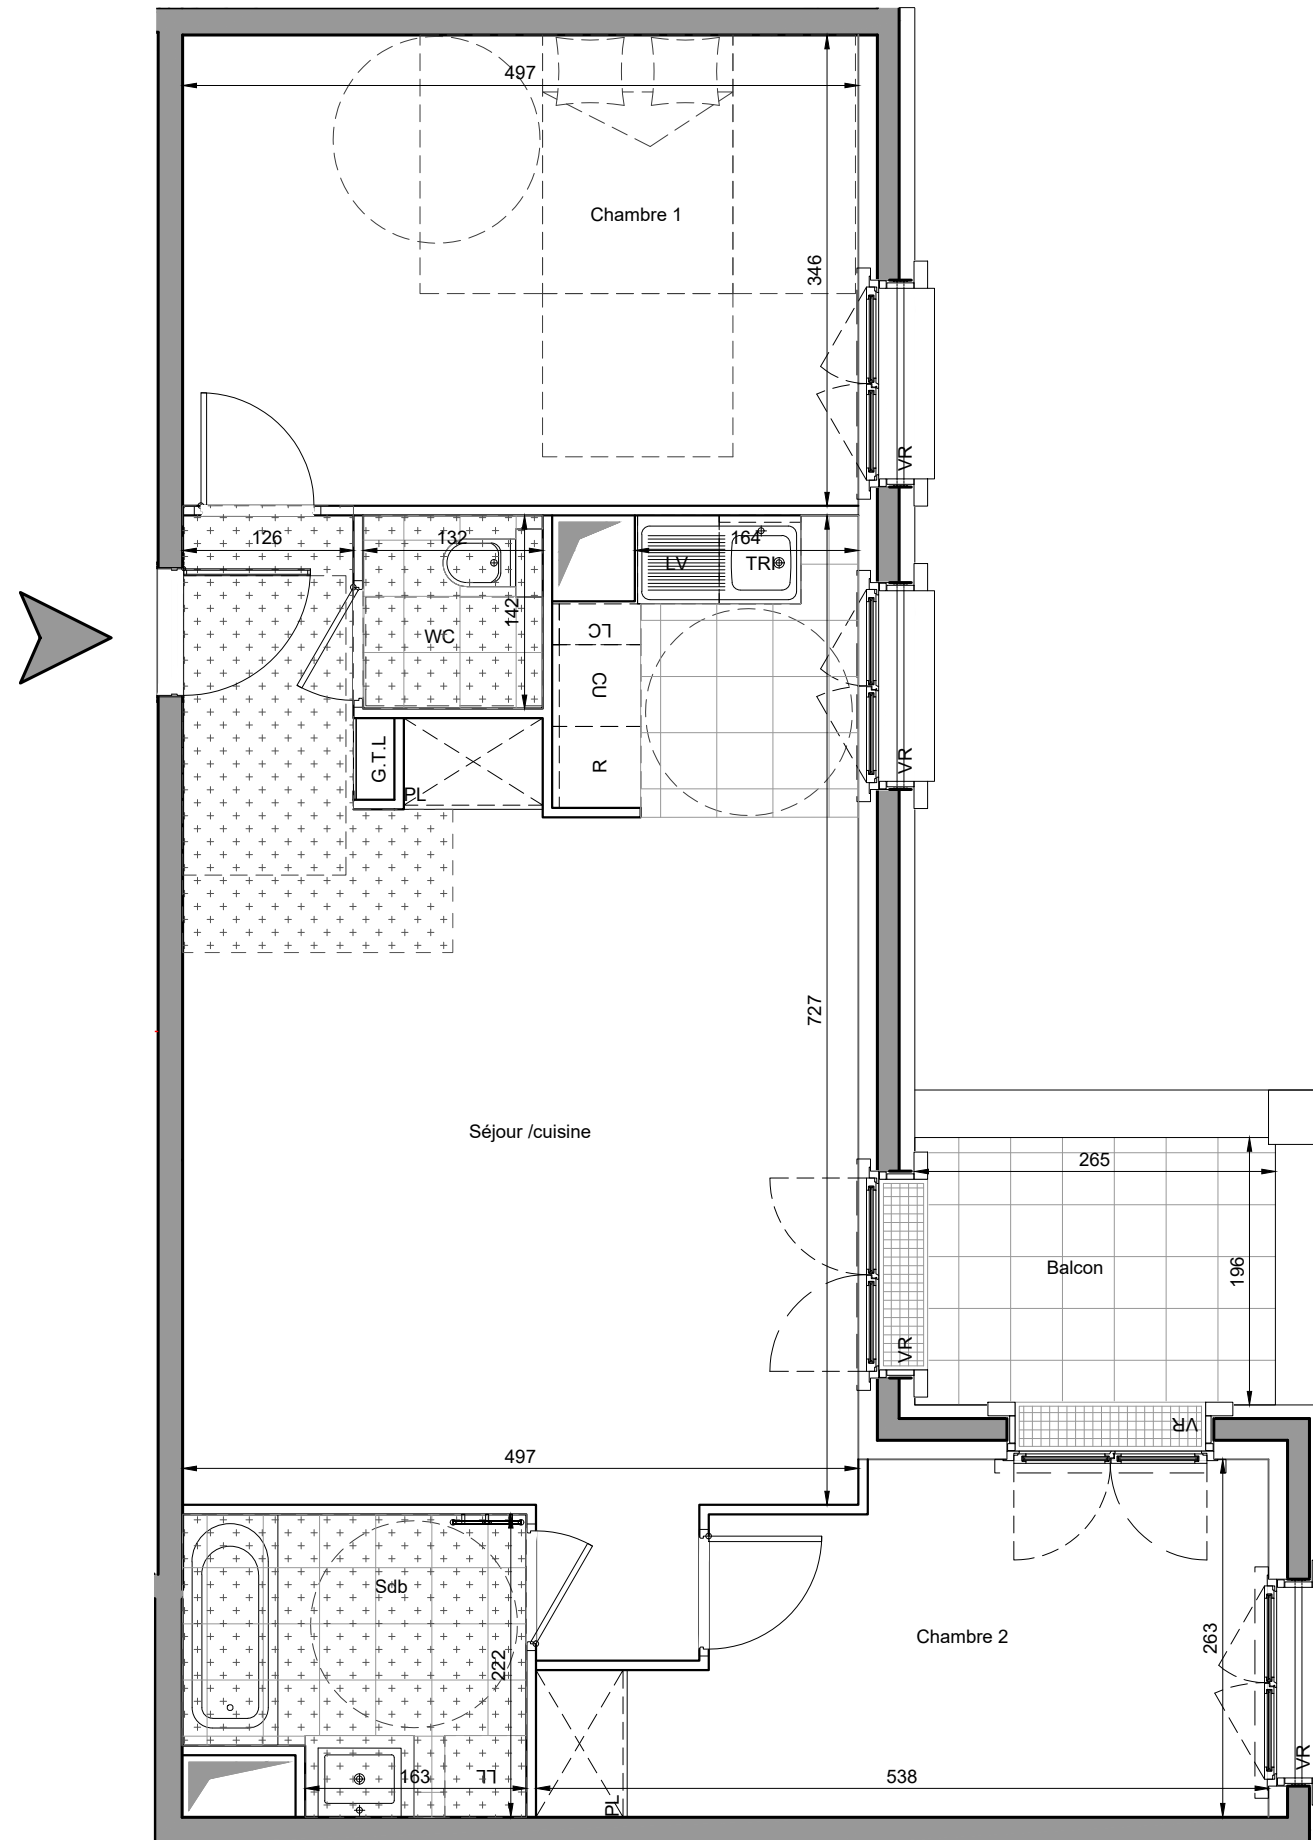 497
Chambre 1
346
VR
126
132
164
LV
TRI
142
WC
LC
CU
R
G.T.L
PL
VR
727
Séjour /cuisine
265
Balcon
196
VR
VR
497
Sdb
222
Chambre 2
263
VR
163
LL
538
PL